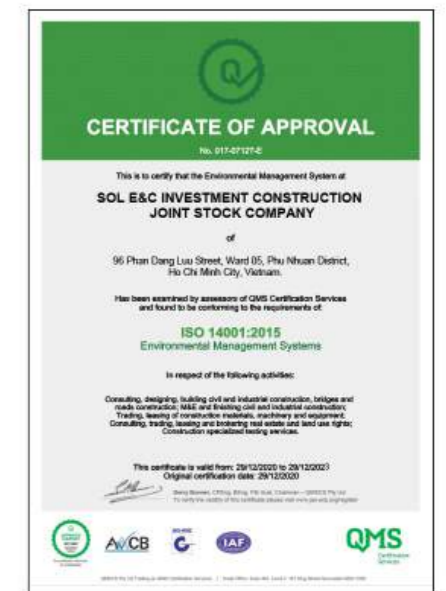 CERTIFICATE OF APPROVAL
No. 017-07127-E
This is to certify that the Environmental Management System at
SOL E&C INVESTMENT CONSTRUCTION
JOINT STOCK COMPANY
of
96 Phan Dang Luu Street, Ward 05, Phu Nhuan District,
Ho Chi Minh City, Vietnam.
Has been examined by assessors of QMS Certification Services
and found to be conforming to the requirements of:
ISO 14001:2015
Environmental Management Systems
In respect of the following activities:
Consulting, designing, building civil and industrial construction, bridges and
roads construction; M&E and finishing civil and industrial construction;
Trading, leasing of construction materials, machinery and equipment;
Consulting, trading, leasing and brokering real estate and land use rights;
Construction specialized testing services.
This certificate is valid from: 29/12/2020 to 29/12/2023
Original certification date: 29/12/2020
IAF
QMS
Certification
Services